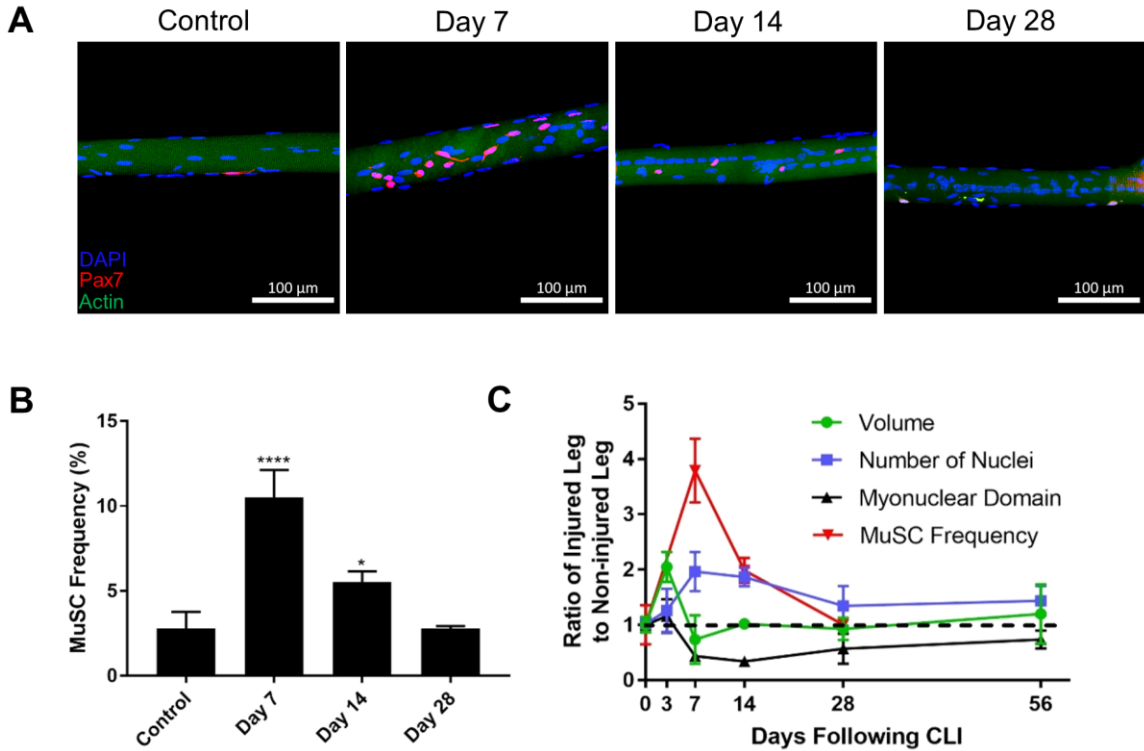 A
Control
Day 7
Day 14
Day 28
DAPI
Pax7
Actin
100 µm
100 µm
100 µm
100 µm
B
MuSC Frequency (%)
15
10
5
0
****
*
Control
Day 7
Day 14
Day 28
C
Ratio of Injured Leg
to Non-injured Leg
5
4
3
2
1
0
Volume
Number of Nuclei
Myonuclear Domain
MuSC Frequency
0 3 7 14 28 56
Days Following CLI